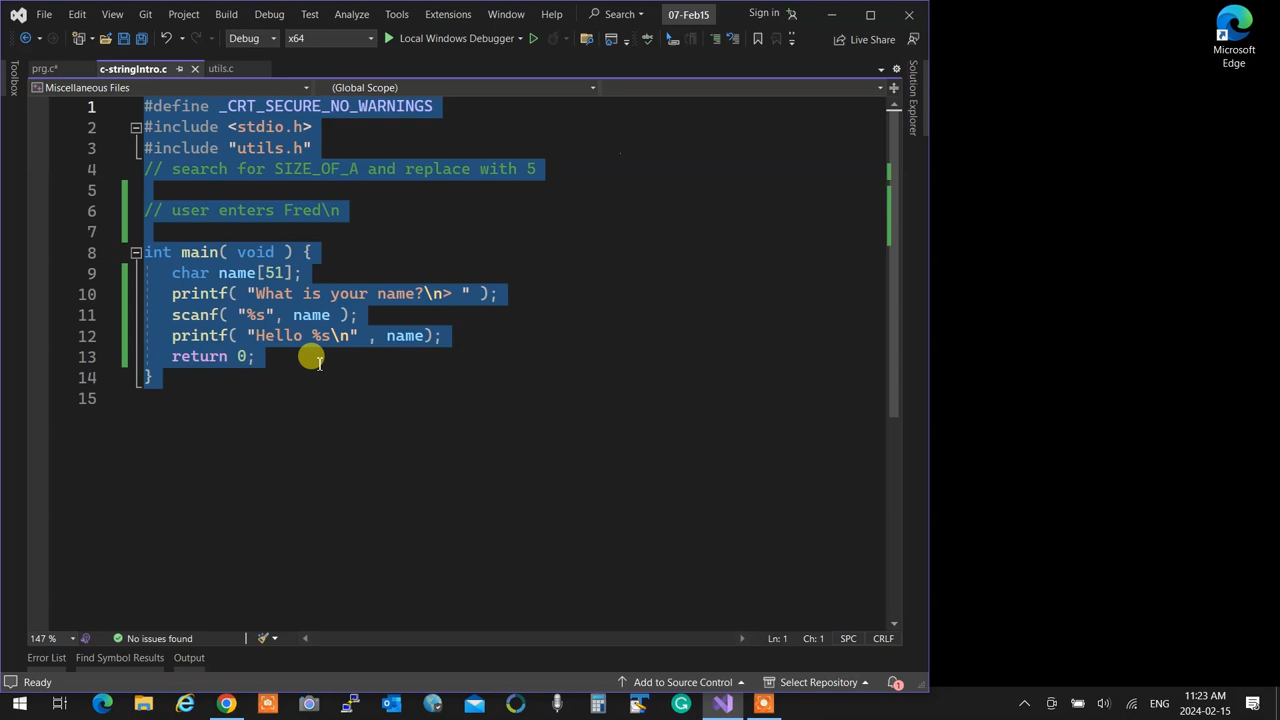 File Edit View Git Project Build Debug Test Analyze Tools Extensions Window Help Search 07-Feb15 Sign in
Debug x64 Local Windows Debugger Live Share
prg.c* c-stringIntro.c utils.c
Miscellaneous Files (Global Scope)
Toolbox
Solution Explorer
1 #define _CRT_SECURE_NO_WARNINGS
2 #include <stdio.h>
3 #include "utils.h"
4 // search for SIZE_OF_A and replace with 5
5
6 // user enters Fred\n
7
8 int main( void ) {
9 char name[51];
10 printf( "What is your name?\n> " );
11 scanf( "%s", name );
12 printf( "Hello %s\n" , name);
13 return 0;
14 }
15
147 % No issues found Ln: 1 Ch: 1 SPC CRLF
Error List Find Symbol Results Output
Ready Add to Source Control Select Repository 1
Microsoft
Edge
ENG 11:23 AM
2024-02-15